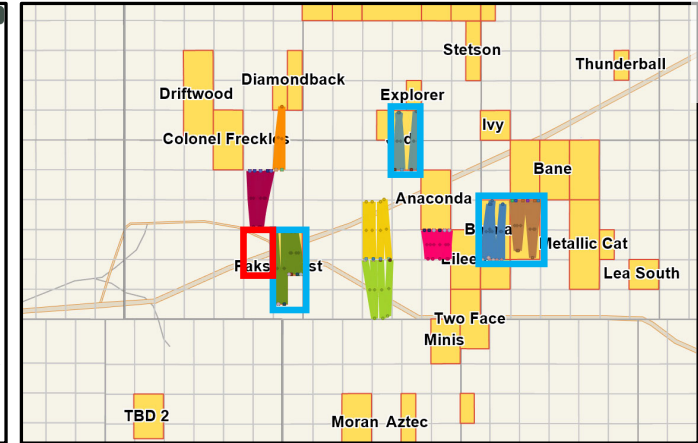 Stetson
Thunderball
Diamondback
Driftwood
Explorer
Ivy
Colonel Freckles
Bane
Anaconda
Metallic Cat
Lea South
Two Face
Minis
TBD 2
Moran
Aztec